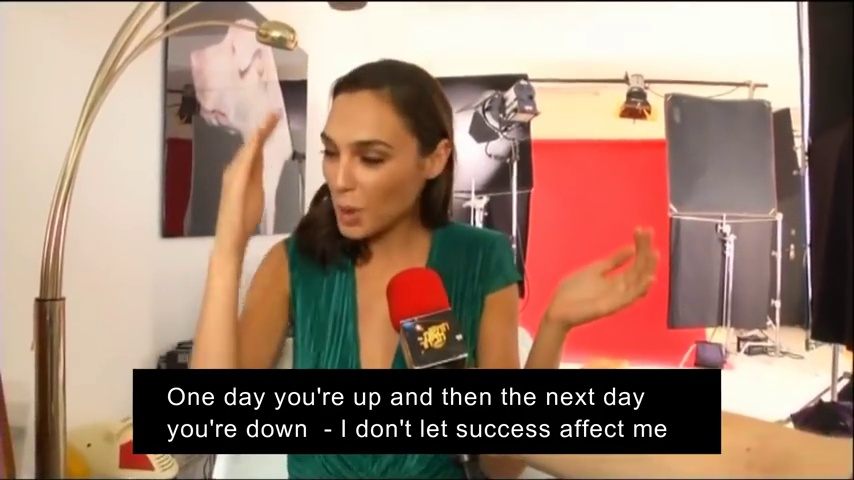 One day you're up and then the next day
you're down  - I don't let success affect me